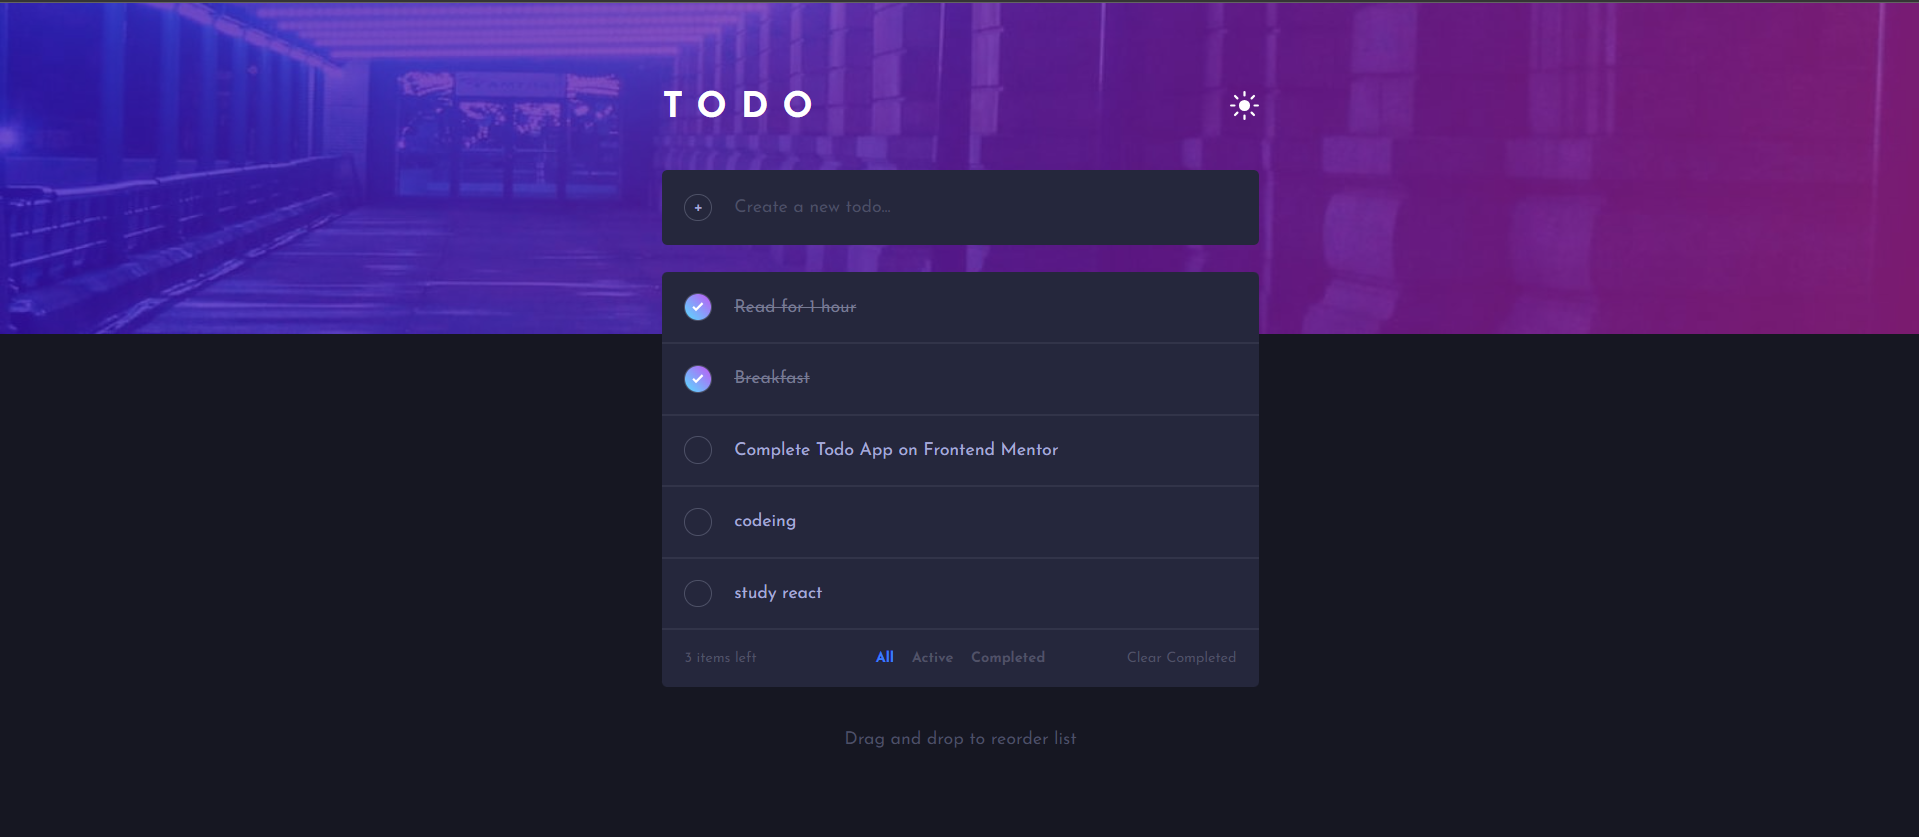 TODO
+ Create a new todo...
Read for 1 hour
Breakfast
Complete Todo App on Frontend Mentor
codeing
study react
3 items left All Active Completed Clear Completed
Drag and drop to reorder list